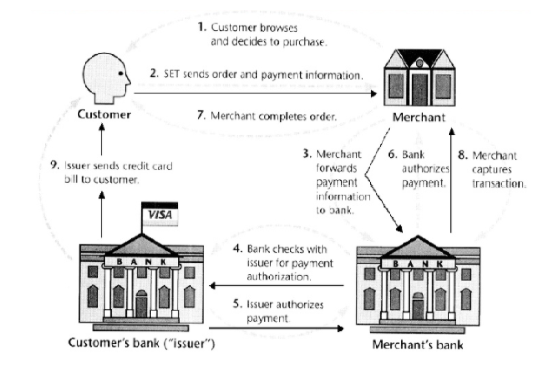 1. Customer browses
and decides to purchase.
2. SET sends order and payment information.
Customer
7. Merchant completes order.
Merchant
3. Merchant
forwards
payment
information
to bank.
6. Bank
authorizes
payment.
8. Merchant
captures
transaction.
9. Issuer sends credit card
bill to customer.
VISA
BANK
4. Bank checks with
issuer for payment
authorization.
BANK
5. Issuer authorizes
payment.
Customer's bank ("issuer")
Merchant's bank